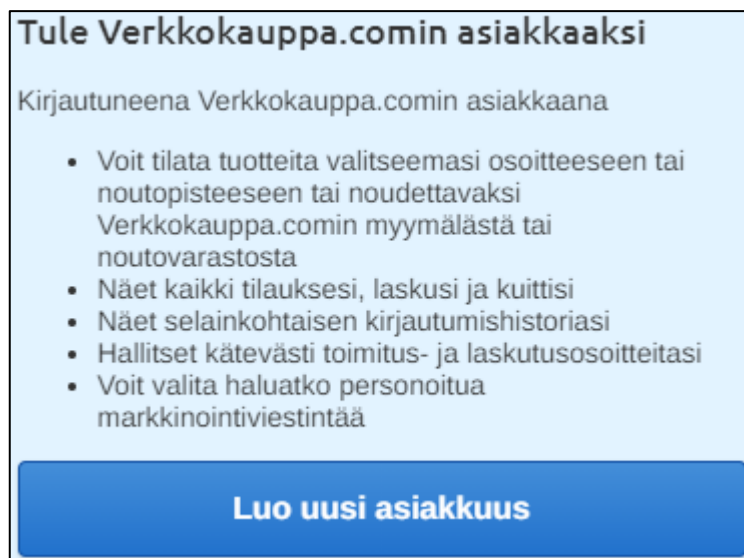 Tule Verkkokauppa.comin asiakkaaksi
Kirjautuneena Verkkokauppa.comin asiakkaana
• Voit tilata tuotteita valitseemasi osoitteeseen tai
noutopisteeseen tai noudettavaksi
Verkkokauppa.comin myymälästä tai
noutovarastosta
• Näet kaikki tilauksesi, laskusi ja kuittisi
• Näet selainkohtaisen kirjautumishistoriasi
• Hallitset kätevästi toimitus- ja laskutusosoitteitasi
• Voit valita haluatko personoitua
markkinointiviestintää
Luo uusi asiakkuus